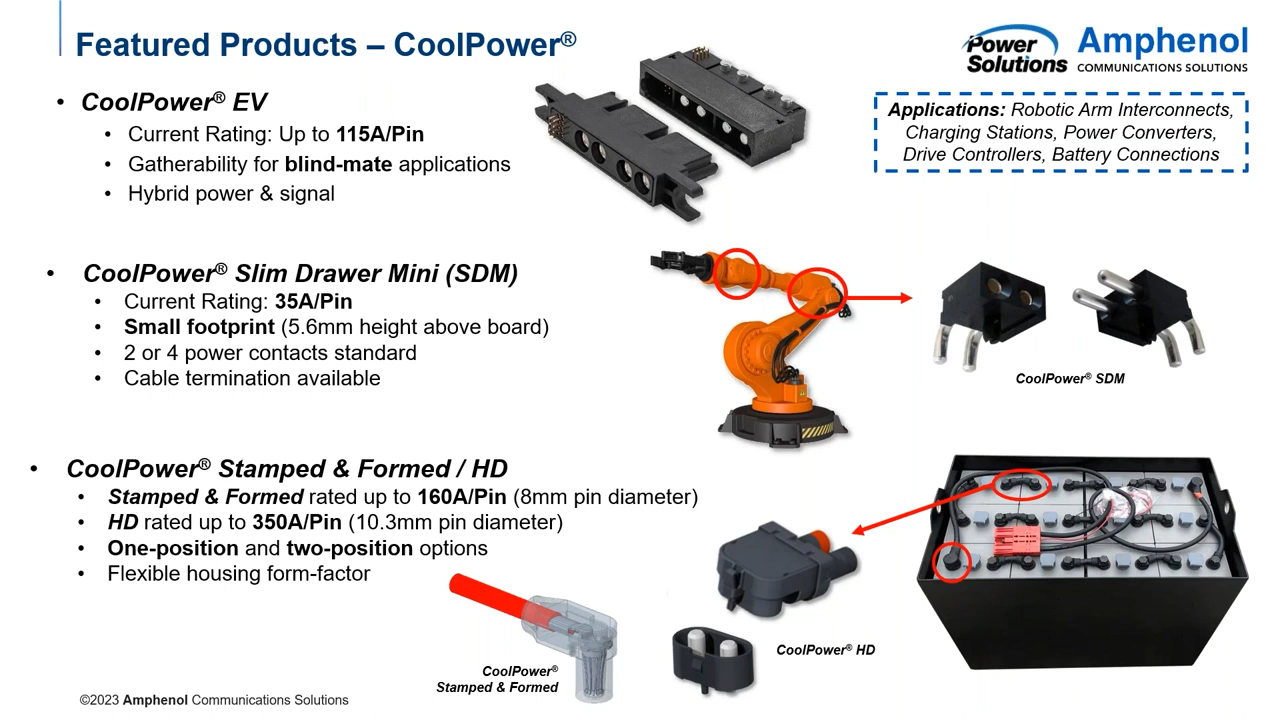 Featured Products – CoolPower®
Power
Solutions
Amphenol
COMMUNICATIONS SOLUTIONS
• CoolPower® EV
• Current Rating: Up to 115A/Pin
• Gatherability for blind-mate applications
• Hybrid power & signal
Applications: Robotic Arm Interconnects,
Charging Stations, Power Converters,
Drive Controllers, Battery Connections
• CoolPower® Slim Drawer Mini (SDM)
• Current Rating: 35A/Pin
• Small footprint (5.6mm height above board)
• 2 or 4 power contacts standard
• Cable termination available
CoolPower® SDM
• CoolPower® Stamped & Formed / HD
• Stamped & Formed rated up to 160A/Pin (8mm pin diameter)
• HD rated up to 350A/Pin (10.3mm pin diameter)
• One-position and two-position options
• Flexible housing form-factor
CoolPower®
Stamped & Formed
CoolPower® HD
©2023 Amphenol Communications Solutions